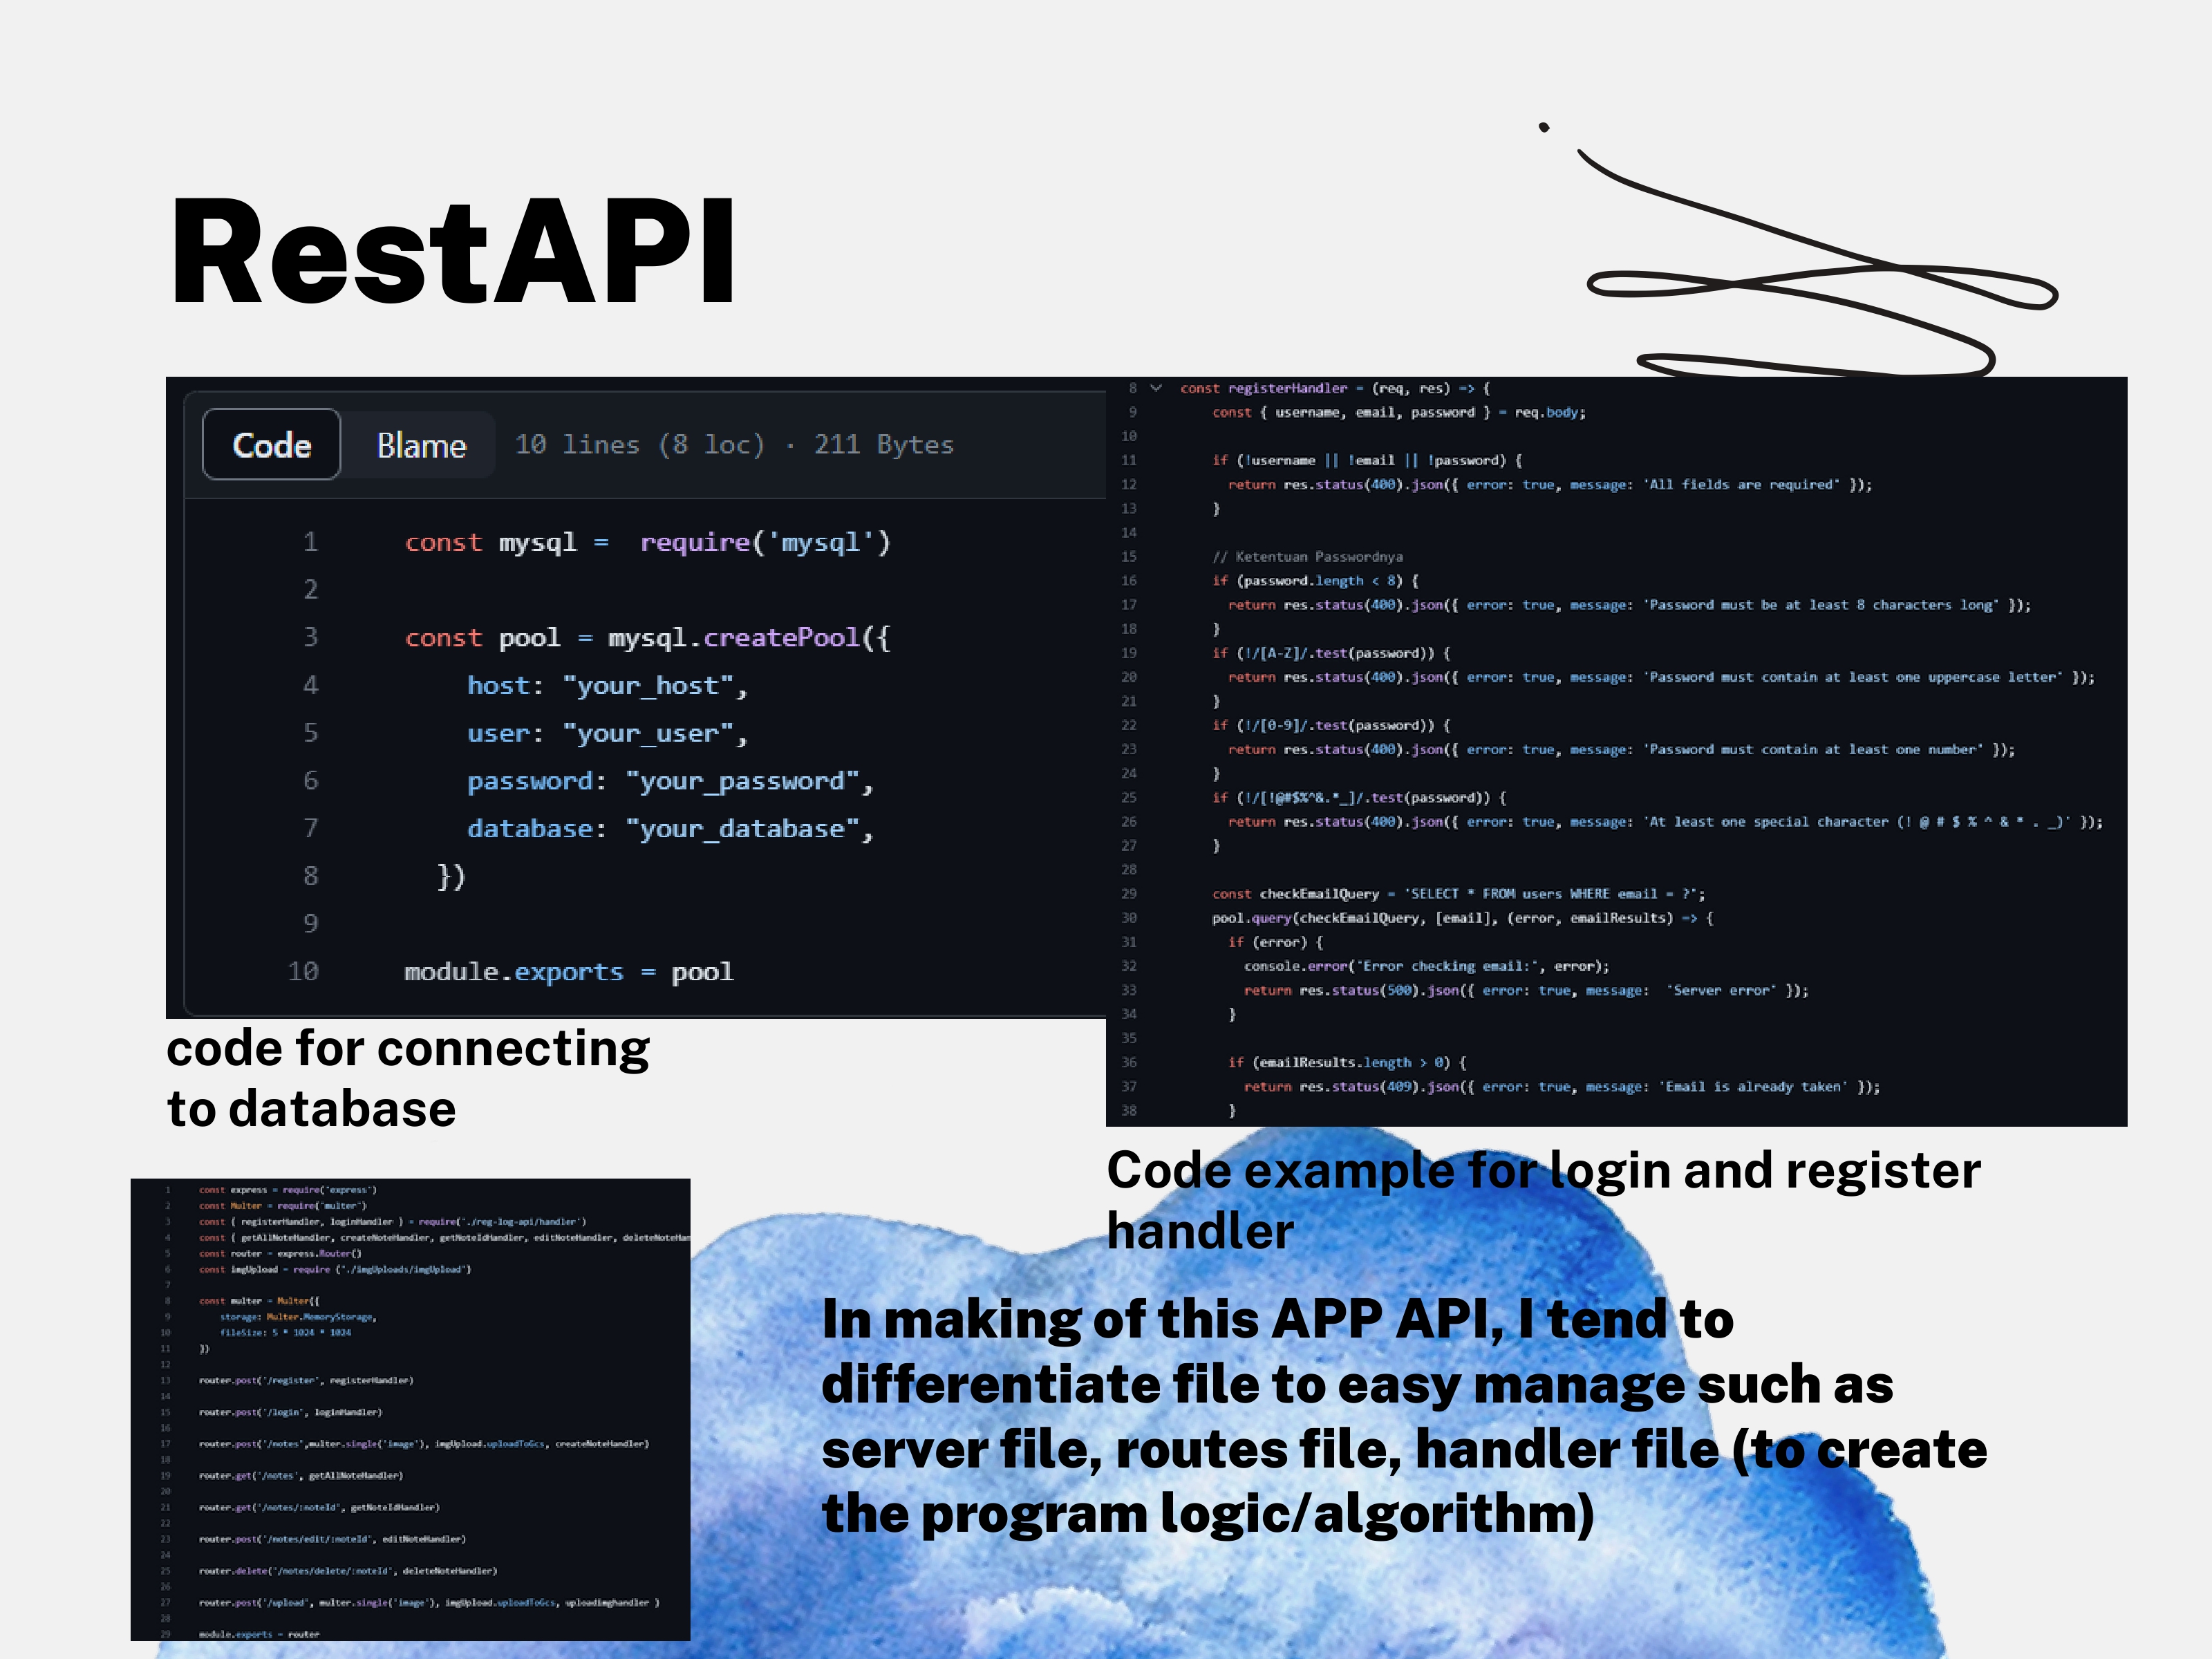 RestAPI
Code Blame 10 lines (8 loc) · 211 Bytes
1 const mysql =  require('mysql')
2
3 const pool = mysql.createPool({
4 host: "your_host",
5 user: "your_user",
6 password: "your_password",
7 database: "your_database",
8 })
9
10 module.exports = pool
code for connecting
to database
8 const registerHandler = (req, res) => {
9 const { username, email, password } = req.body;
10
11 if (!username || !email || !password) {
12 return res.status(400).json({ error: true, message: 'All fields are required' });
13 }
14
15 // Ketentuan Passwordnya
16 if (password.length < 8) {
17 return res.status(400).json({ error: true, message: 'Password must be at least 8 characters long' });
18 }
19 if (!/[A-Z]/.test(password)) {
20 return res.status(400).json({ error: true, message: 'Password must contain at least one uppercase letter' });
21 }
22 if (!/[0-9]/.test(password)) {
23 return res.status(400).json({ error: true, message: 'Password must contain at least one number' });
24 }
25 if (!/[!@#$%^&.*_]/.test(password)) {
26 return res.status(400).json({ error: true, message: 'At least one special character (! @ # $ % ^ & * . _)' });
27 }
28
29 const checkEmailQuery = 'SELECT * FROM users WHERE email = ?';
30 pool.query(checkEmailQuery, [email], (error, emailResults) => {
31 if (error) {
32 console.error('Error checking email:', error);
33 return res.status(500).json({ error: true, message:  'Server error' });
34 }
35
36 if (emailResults.length > 0) {
37 return res.status(409).json({ error: true, message: 'Email is already taken' });
38 }
Code example for login and register
handler
1 const express = require('express')
2 const Multer = require('multer')
3 const { registerHandler, loginHandler } = require('./reg-log-api/handler')
4 const { getAllNoteHandler, createNoteHandler, getNoteIdHandler, editNoteHandler, deleteNoteHan
5 const router = express.Router()
6 const imgUpload = require ("./imgUploads/imgUpload")
7
8 const multer = Multer({
9 storage: Multer.MemoryStorage,
10 fileSize: 5 * 1024 * 1024
11 })
12
13 router.post('/register', registerHandler)
14
15 router.post('/login', loginHandler)
16
17 router.post('/notes',multer.single('image'), imgUpload.uploadToGcs, createNoteHandler)
18
19 router.get('/notes', getAllNoteHandler)
20
21 router.get('/notes/:noteId', getNoteIdHandler)
22
23 router.post('/notes/edit/:noteId', editNoteHandler)
24
25 router.delete('/notes/delete/:noteId', deleteNoteHandler)
26
27 router.post('/upload', multer.single('image'), imgUpload.uploadToGcs, uploadimghandler )
28
29 module.exports = router
In making of this APP API, I tend to
differentiate file to easy manage such as
server file, routes file, handler file (to create
the program logic/algorithm)